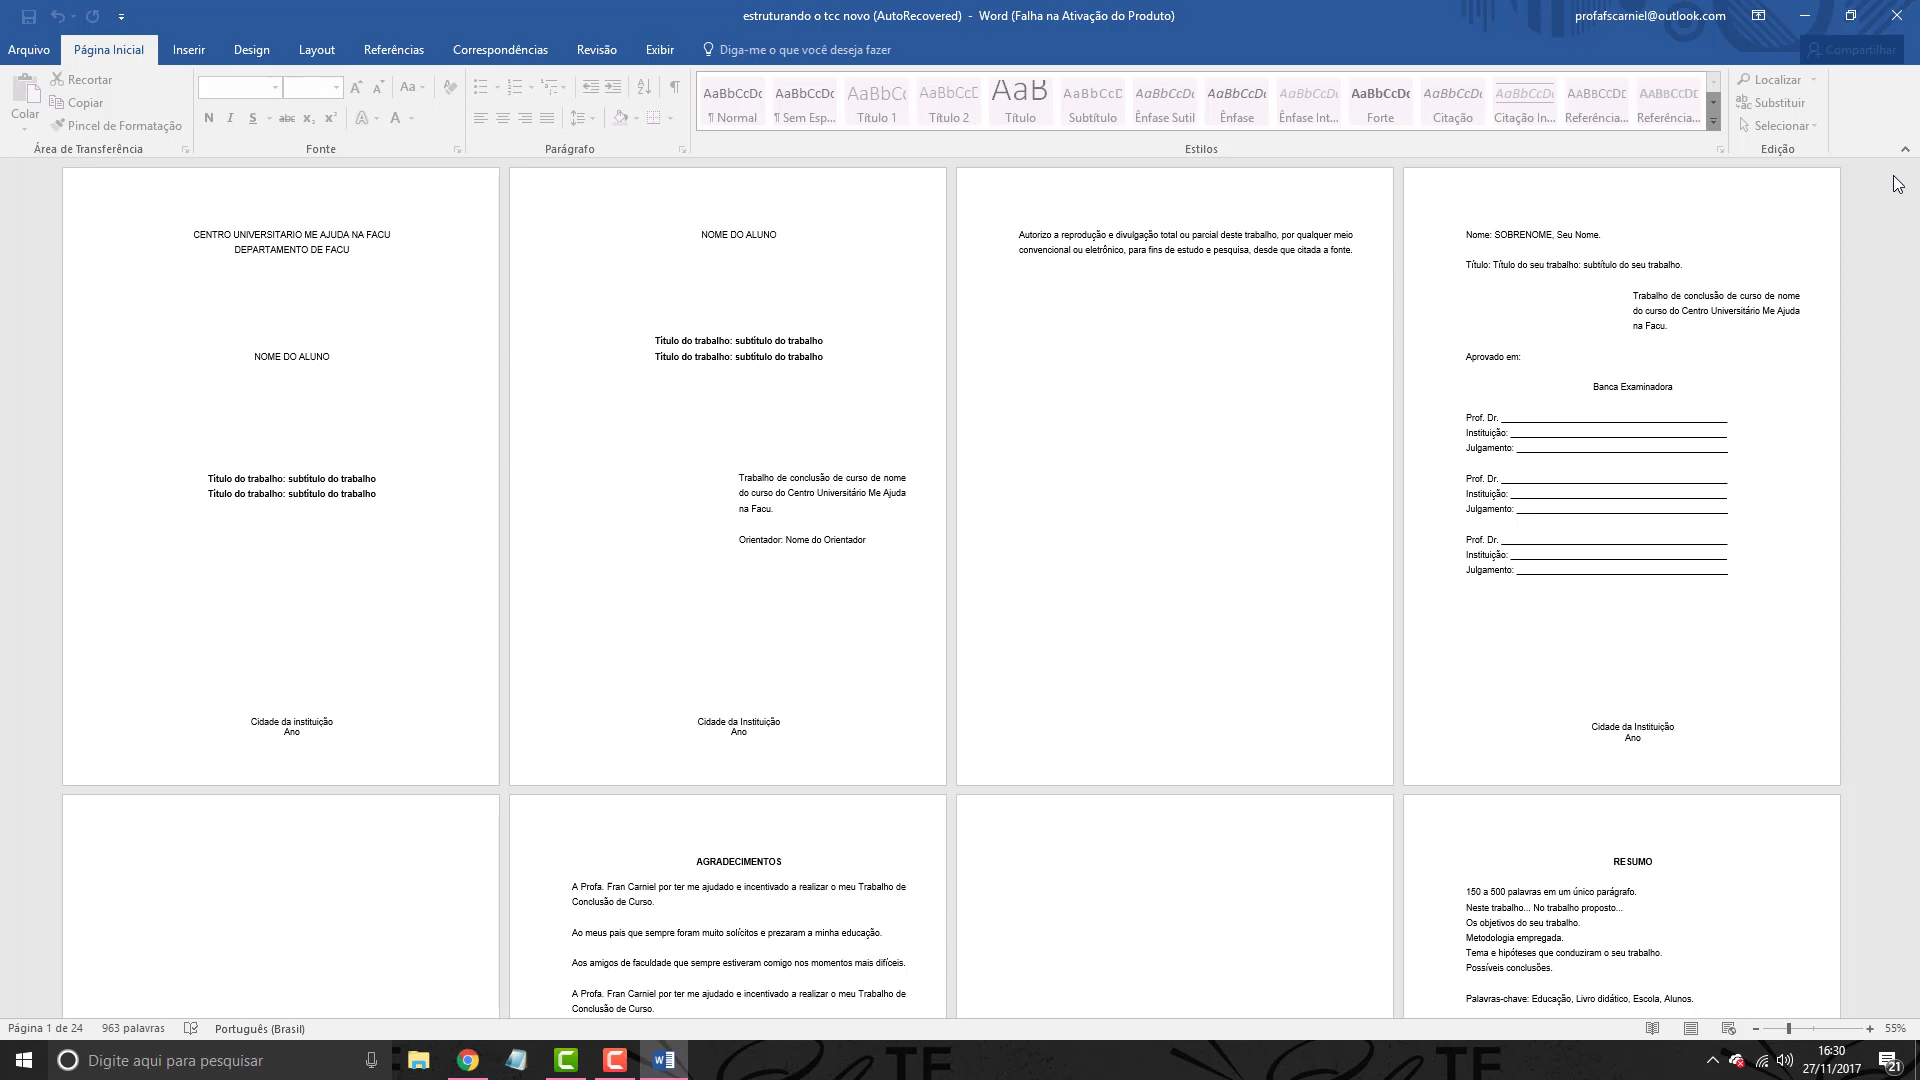 estruturando o tcc novo (AutoRecovered) - Word (Falha na Ativação do Produto)
profafscarniel@outlook.com
Arquivo
Página Inicial
Inserir
Design
Layout
Referências
Correspondências
Revisão
Exibir
Diga-me o que você deseja fazer
Compartilhar
Colar
Recortar
Copiar
Pincel de Formatação
Área de Transferência
Aa
N I S abc x₂ x² A A
Fonte
Parágrafo
AaBbCcDc
¶ Normal
AaBbCcDc
¶ Sem Esp...
AaBbCc
Título 1
AaBbCcE
Título 2
AaB
Título
AaBbCcD
Subtítulo
AaBbCcDc
Ênfase Sutil
AaBbCcDc
Ênfase
AaBbCcDc
Ênfase Int...
AaBbCcDc
Forte
AaBbCcDc
Citação
AaBbCcDc
Citação In...
AABBCCDE
Referência...
AABBCCDE
Referência...
Estilos
Localizar
Substituir
Selecionar
Edição
CENTRO UNIVERSITARIO ME AJUDA NA FACU
DEPARTAMENTO DE FACU
NOME DO ALUNO
Título do trabalho: subtítulo do trabalho
Título do trabalho: subtítulo do trabalho
Cidade da instituição
Ano
NOME DO ALUNO
Título do trabalho: subtítulo do trabalho
Título do trabalho: subtítulo do trabalho
Trabalho de conclusão de curso de nome
do curso do Centro Universitário Me Ajuda
na Facu.
Orientador: Nome do Orientador
Cidade da Instituição
Ano
Autorizo a reprodução e divulgação total ou parcial deste trabalho, por qualquer meio
convencional ou eletrônico, para fins de estudo e pesquisa, desde que citada a fonte.
Nome: SOBRENOME, Seu Nome.
Título: Título do seu trabalho: subtítulo do seu trabalho.
Trabalho de conclusão de curso de nome
do curso do Centro Universitário Me Ajuda
na Facu.
Aprovado em:
Banca Examinadora
Prof. Dr.
Instituição:
Julgamento:
Prof. Dr.
Instituição:
Julgamento:
Prof. Dr.
Instituição:
Julgamento:
Cidade da Instituição
Ano
AGRADECIMENTOS
A Profa. Fran Carniel por ter me ajudado e incentivado a realizar o meu Trabalho de
Conclusão de Curso.
Ao meus pais que sempre foram muito solícitos e prezaram a minha educação.
Aos amigos de faculdade que sempre estiveram comigo nos momentos mais difíceis.
A Profa. Fran Carniel por ter me ajudado e incentivado a realizar o meu Trabalho de
Conclusão de Curso.
RESUMO
150 a 500 palavras em um único parágrafo.
Neste trabalho... No trabalho proposto...
Os objetivos do seu trabalho.
Metodologia empregada.
Tema e hipóteses que conduziram o seu trabalho.
Possíveis conclusões.
Palavras-chave: Educação, Livro didático, Escola, Alunos.
Página 1 de 24
963 palavras
Português (Brasil)
55%
Digite aqui para pesquisar
16:30
27/11/2017
21